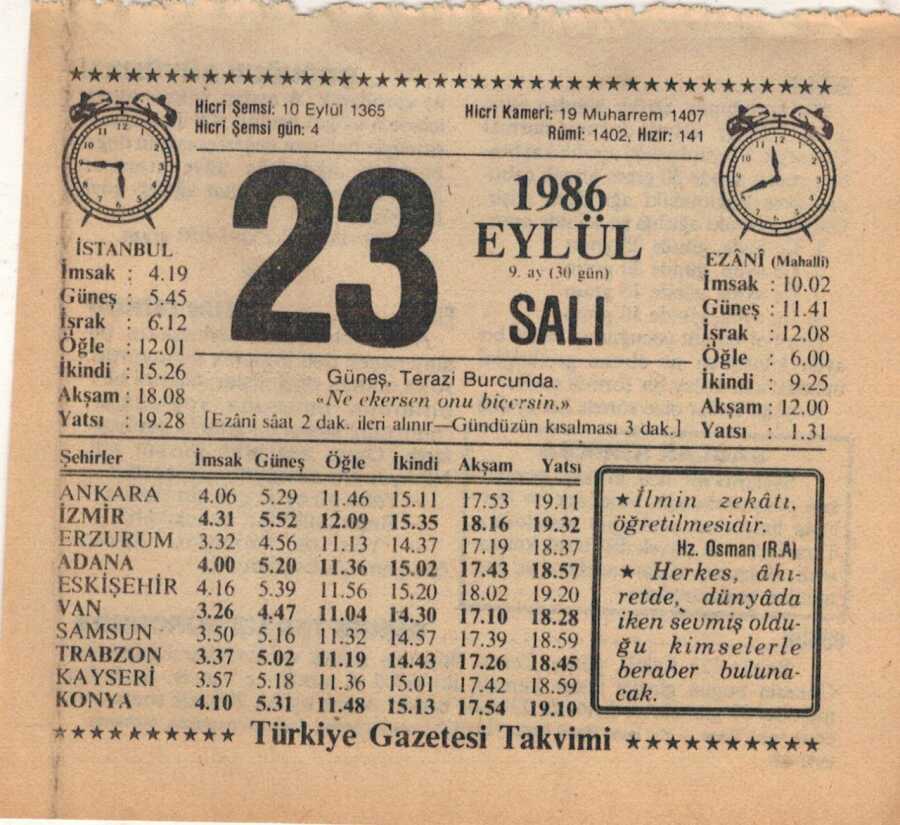 ★★★★★★★★★★★★★★★★★★★★★★★★★★★★★★★★★★★★★★★★
Hicrî Şemsî: 10 Eylül 1365
Hicrî Şemsî gün: 4
Hicrî Kamerî: 19 Muharrem 1407
Rûmî: 1402, Hızır: 141
23
1986
EYLÜL
9. ay (30 gün)
SALI
İSTANBUL
İmsak : 4.19
Güneş : 5.45
İşrak : 6.12
Öğle : 12.01
İkindi : 15.26
Akşam : 18.08
Yatsı : 19.28
EZÂNÎ (Mahallî)
İmsak : 10.02
Güneş : 11.41
İşrak : 12.08
Öğle : 6.00
İkindi : 9.25
Akşam : 12.00
Yatsı : 1.31
Güneş, Terazi Burcunda.
«Ne ekersen onu biçersin.»
[Ezânî sâat 2 dak. ileri alınır—Gündüzün kısalması 3 dak.]
Şehirler İmsak Güneş Öğle İkindi Akşam Yatsı
ANKARA 4.06 5.29 11.46 15.11 17.53 19.11
İZMİR 4.31 5.52 12.09 15.35 18.16 19.32
ERZURUM 3.32 4.56 11.13 14.37 17.19 18.37
ADANA 4.00 5.20 11.36 15.02 17.43 18.57
ESKİŞEHİR 4.16 5.39 11.56 15.20 18.02 19.20
VAN 3.26 4.47 11.04 14.30 17.10 18.28
SAMSUN 3.50 5.16 11.32 14.57 17.39 18.59
TRABZON 3.37 5.02 11.19 14.43 17.26 18.45
KAYSERİ 3.57 5.18 11.36 15.01 17.42 18.59
KONYA 4.10 5.31 11.48 15.13 17.54 19.10
★ İlmin zekâtı,
öğretilmesidir.
Hz. Osman (R.A)
★ Herkes, âhı-
retde, dünyâda
iken sevmiş oldu-
ğu kimselerle
beraber buluna-
cak.
★★★★★★★★★★ Türkiye Gazetesi Takvimi ★★★★★★★★★★